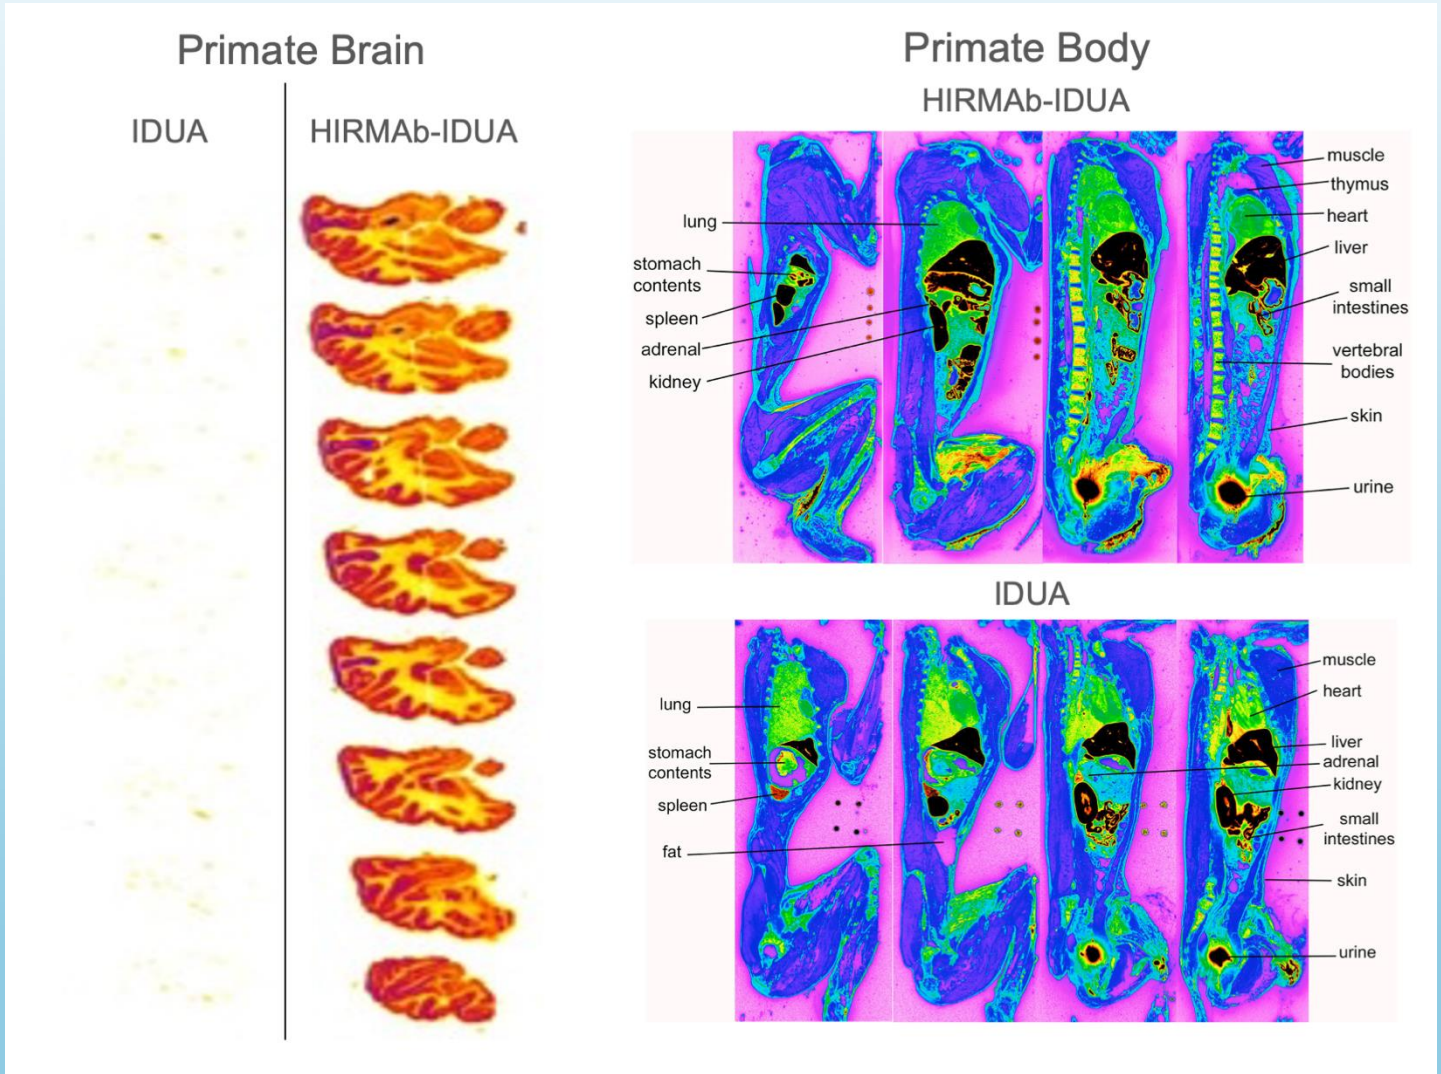 Primate Brain
IDUA
HIRMAb-IDUA
Primate Body
HIRMAb-IDUA
lung
stomach
contents
spleen
adrenal
kidney
muscle
thymus
heart
liver
small
intestines
vertebral
bodies
skin
urine
IDUA
lung
stomach
contents
spleen
fat
muscle
heart
liver
adrenal
kidney
small
intestines
skin
urine